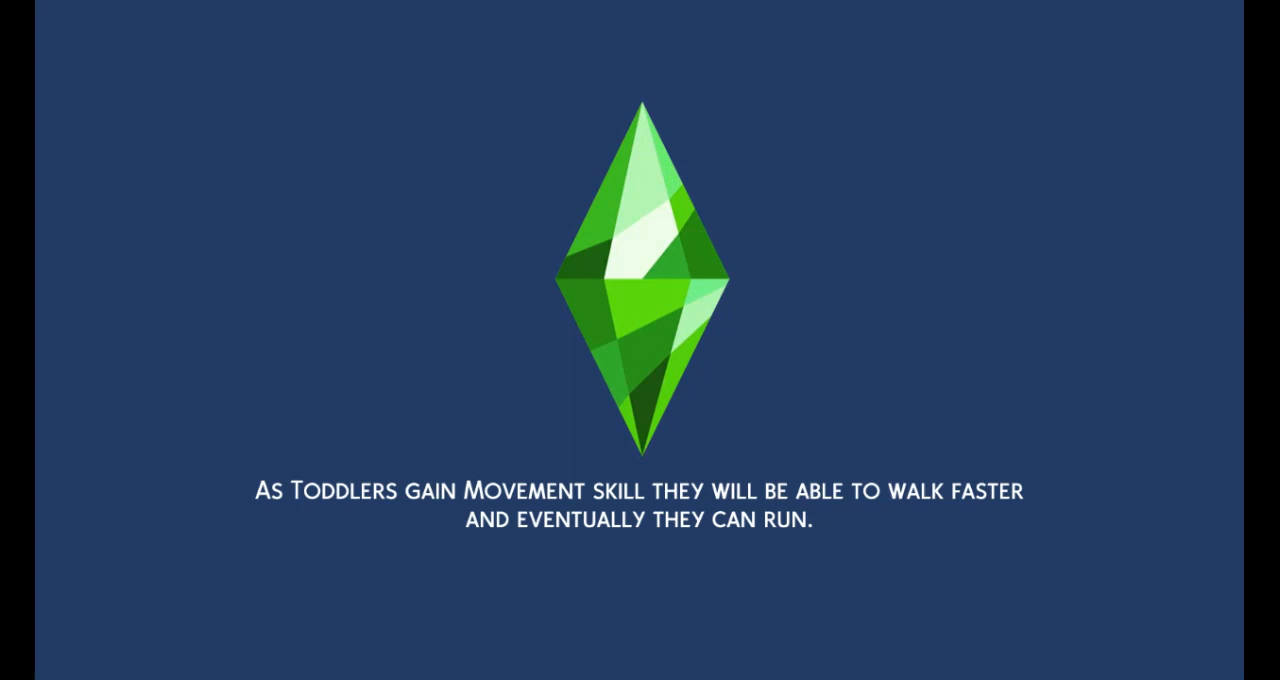 As Toddlers gain Movement skill they will be able to walk faster
and eventually they can run.